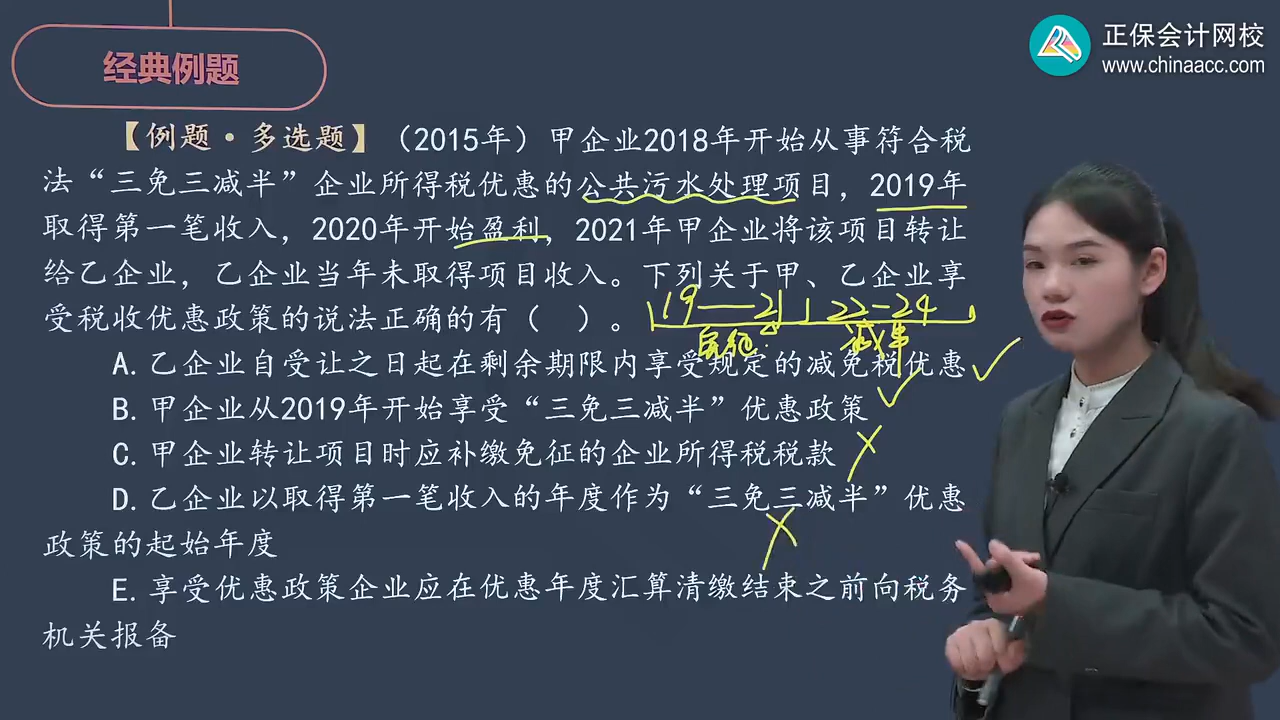 经典例题
正保会计网校
www.chinaacc.com
【例题·多选题】（2015年）甲企业2018年开始从事符合税
法“三免三减半”企业所得税优惠的公共污水处理项目，2019年
取得第一笔收入，2020年开始盈利，2021年甲企业将该项目转让
给乙企业，乙企业当年未取得项目收入。下列关于甲、乙企业享
受税收优惠政策的说法正确的有（ ）。
19—21 22-24
减半
A. 乙企业自受让之日起在剩余期限内享受规定的减免税优惠
B. 甲企业从2019年开始享受“三免三减半”优惠政策
C. 甲企业转让项目时应补缴免征的企业所得税税款
D. 乙企业以取得第一笔收入的年度作为“三免三减半”优惠
政策的起始年度
E. 享受优惠政策企业应在优惠年度汇算清缴结束之前向税务
机关报备